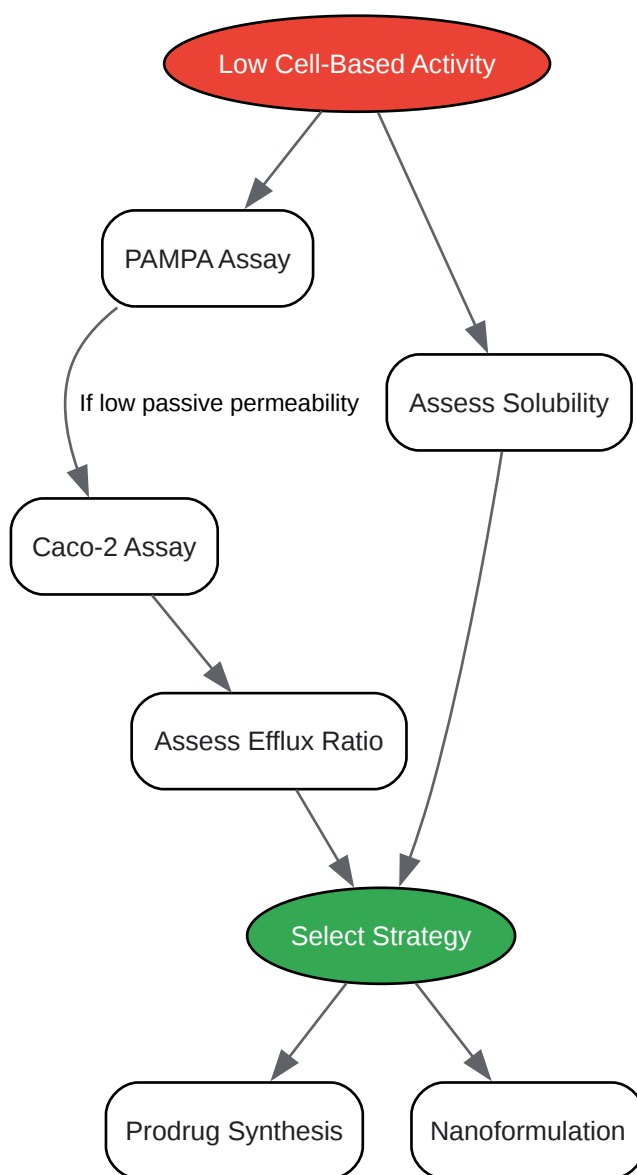 Low Cell-Based Activity
PAMPA Assay
If low passive permeability
Assess Solubility
Caco-2 Assay
Assess Efflux Ratio
Select Strategy
Prodrug Synthesis
Nanoformulation